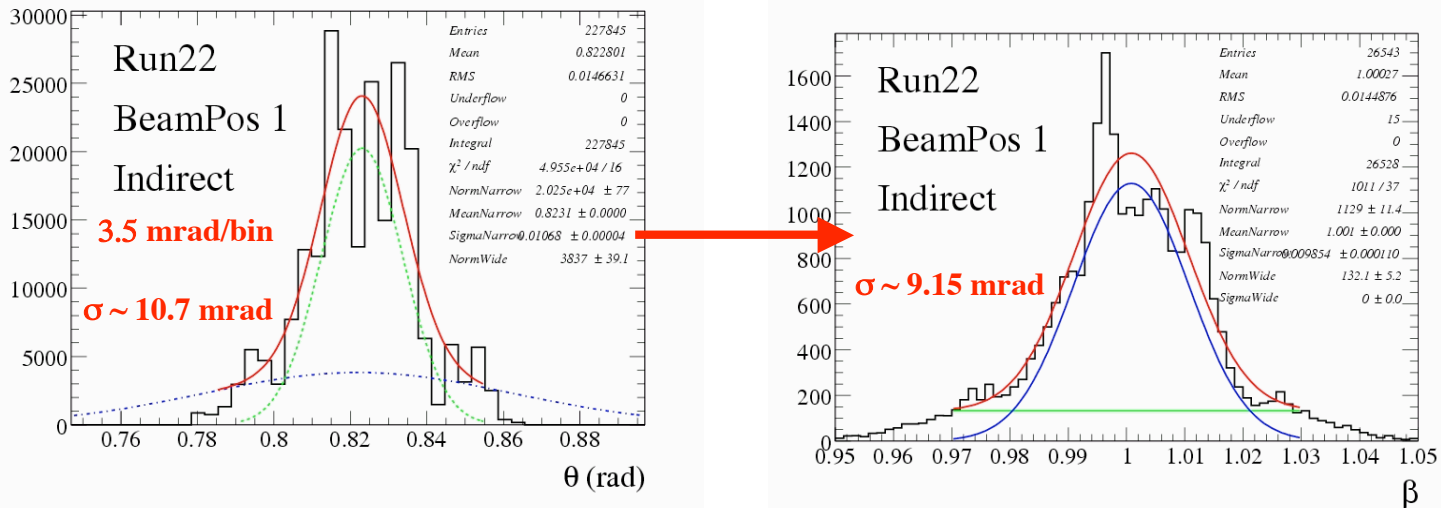 30000
25000
20000
15000
10000
5000
0
0.76 0.78 0.8 0.82 0.84 0.86 0.88
θ (rad)
Run22
BeamPos 1
Indirect
3.5 mrad/bin
σ ~ 10.7 mrad
Entries 227845
Mean 0.822801
RMS 0.0146631
Underflow 0
Overflow 0
Integral 227845
χ² / ndf 4.955e+04 / 16
NormNarrow 2.025e+04 ± 77
MeanNarrow 0.8231 ± 0.0000
SigmaNarrow 0.01068 ± 0.00004
NormWide 3837 ± 39.1
1600
1400
1200
1000
800
600
400
200
0
0.95 0.96 0.97 0.98 0.99 1 1.01 1.02 1.03 1.04 1.05
β
Run22
BeamPos 1
Indirect
σ ~ 9.15 mrad
Entries 26543
Mean 1.00027
RMS 0.0144876
Underflow 15
Overflow 0
Integral 26528
χ² / ndf 1011 / 37
NormNarrow 1129 ± 11.4
MeanNarrow 1.001 ± 0.000
SigmaNarrow 0.009854 ± 0.000110
NormWide 132.1 ± 5.2
SigmaWide 0 ± 0.0